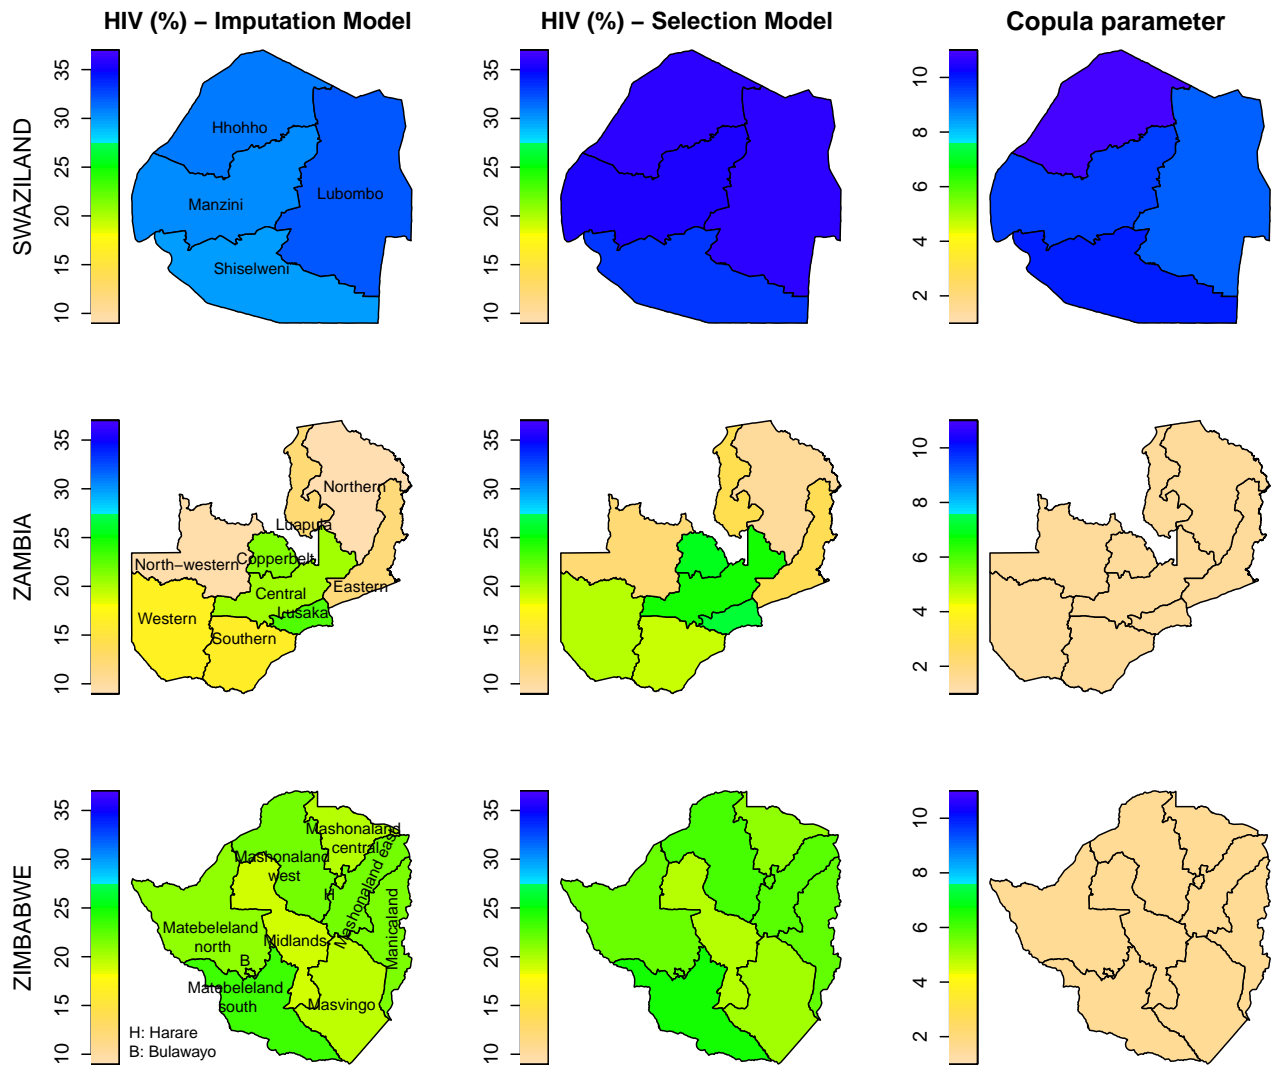 HIV (%) – Imputation Model
HIV (%) – Selection Model
Copula parameter
SWAZILAND
10 15 20 25 30 35
Hhohho
Manzini
Lubombo
Shiselweni
10 15 20 25 30 35
2 4 6 8 10
ZAMBIA
10 15 20 25 30 35
Northern
Luapula
Copperbelt
North–western
Eastern
Central
Lusaka
Western
Southern
10 15 20 25 30 35
2 4 6 8 10
ZIMBABWE
10 15 20 25 30 35
Mashonaland
central
Mashonaland
west
Mashonaland east
H
Manicaland
Matebeleland
north
Midlands
B
Matebeleland
south
Masvingo
H: Harare
B: Bulawayo
10 15 20 25 30 35
2 4 6 8 10